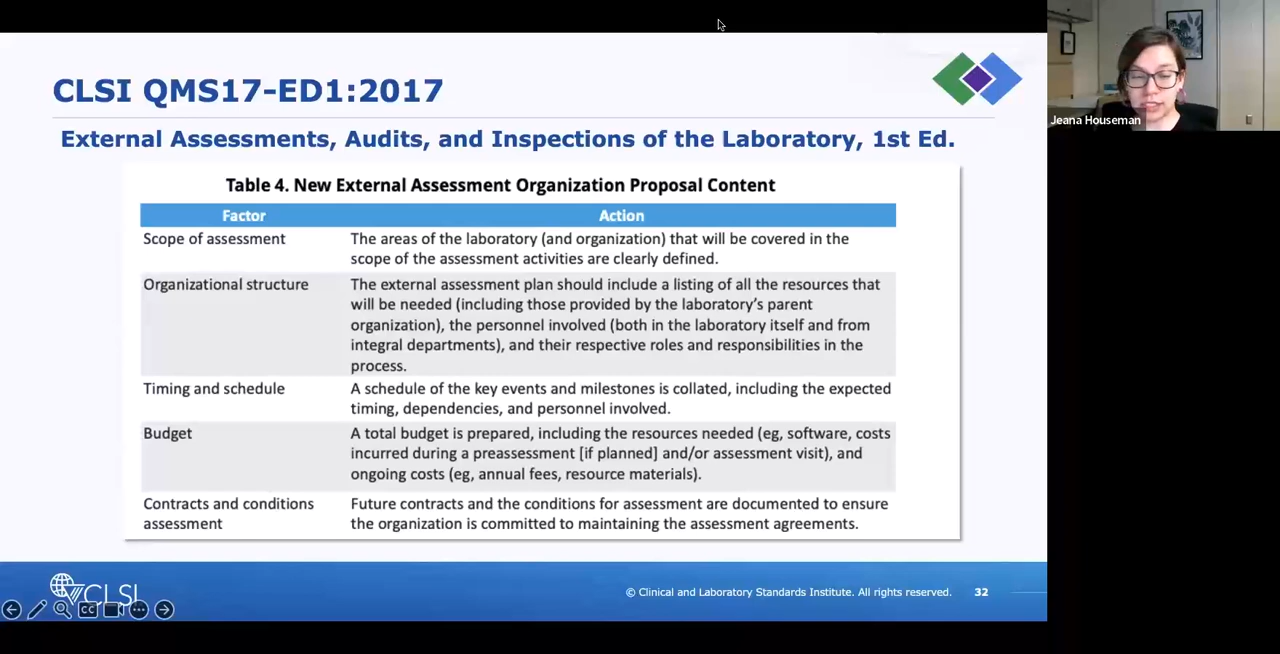 CLSI QMS17-ED1:2017
External Assessments, Audits, and Inspections of the Laboratory, 1st Ed.
Table 4. New External Assessment Organization Proposal Content
Factor Action
Scope of assessment The areas of the laboratory (and organization) that will be covered in the
scope of the assessment activities are clearly defined.
Organizational structure The external assessment plan should include a listing of all the resources that
will be needed (including those provided by the laboratory's parent
organization), the personnel involved (both in the laboratory itself and from
integral departments), and their respective roles and responsibilities in the
process.
Timing and schedule A schedule of the key events and milestones is collated, including the expected
timing, dependencies, and personnel involved.
Budget A total budget is prepared, including the resources needed (eg, software, costs
incurred during a preassessment [if planned] and/or assessment visit), and
ongoing costs (eg, annual fees, resource materials).
Contracts and conditions Future contracts and the conditions for assessment are documented to ensure
assessment the organization is committed to maintaining the assessment agreements.
CLSI
CC
© Clinical and Laboratory Standards Institute. All rights reserved. 32
Jeana Houseman